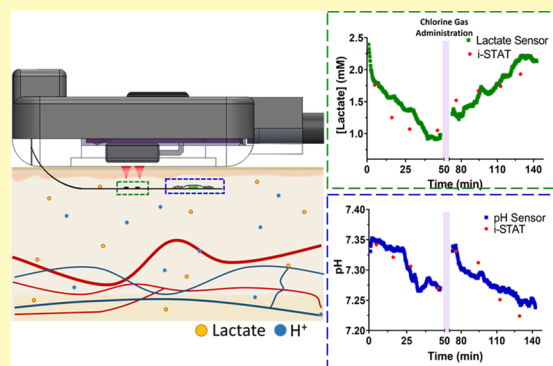 Chlorine Gas
Administration
Lactate Sensor
i-STAT
[Lactate] (mM)
2.5
2.0
1.5
1.0
0 25 50 80 110 140
Time (min)
pH Sensor
i-STAT
pH
7.35
7.30
7.25
7.20
0 25 50 80 110 140
Time (min)
Lactate H⁺